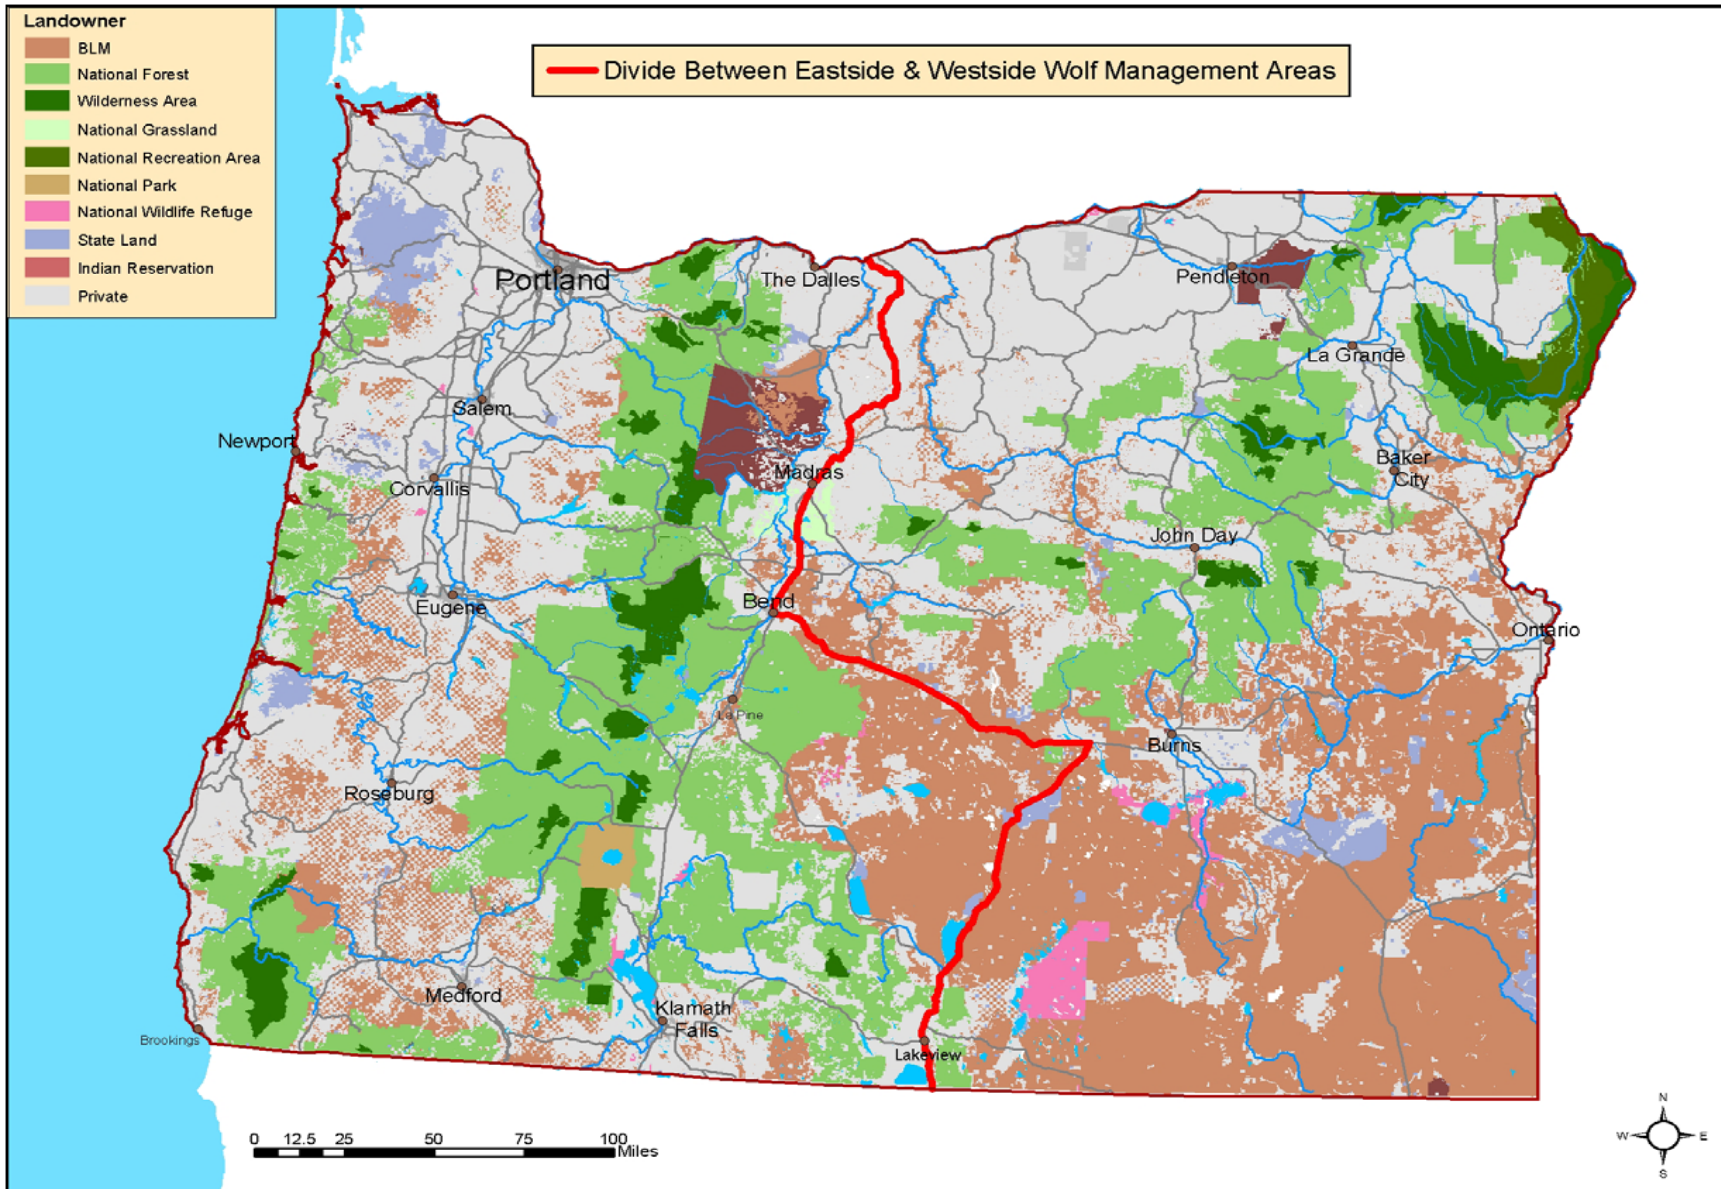 Landowner
BLM
National Forest
Wilderness Area
National Grassland
National Recreation Area
National Park
National Wildlife Refuge
State Land
Indian Reservation
Private
Divide Between Eastside & Westside Wolf Management Areas
Portland
The Dalles
Pendleton
La Grande
Salem
Newport
Madras
Baker
City
Corvallis
John Day
Eugene
Bend
Ontario
La Pine
Burns
Roseburg
Medford
Klamath
Falls
Brookings
Lakeview
0 12.5 25 50 75 100
Miles
N
W E
S